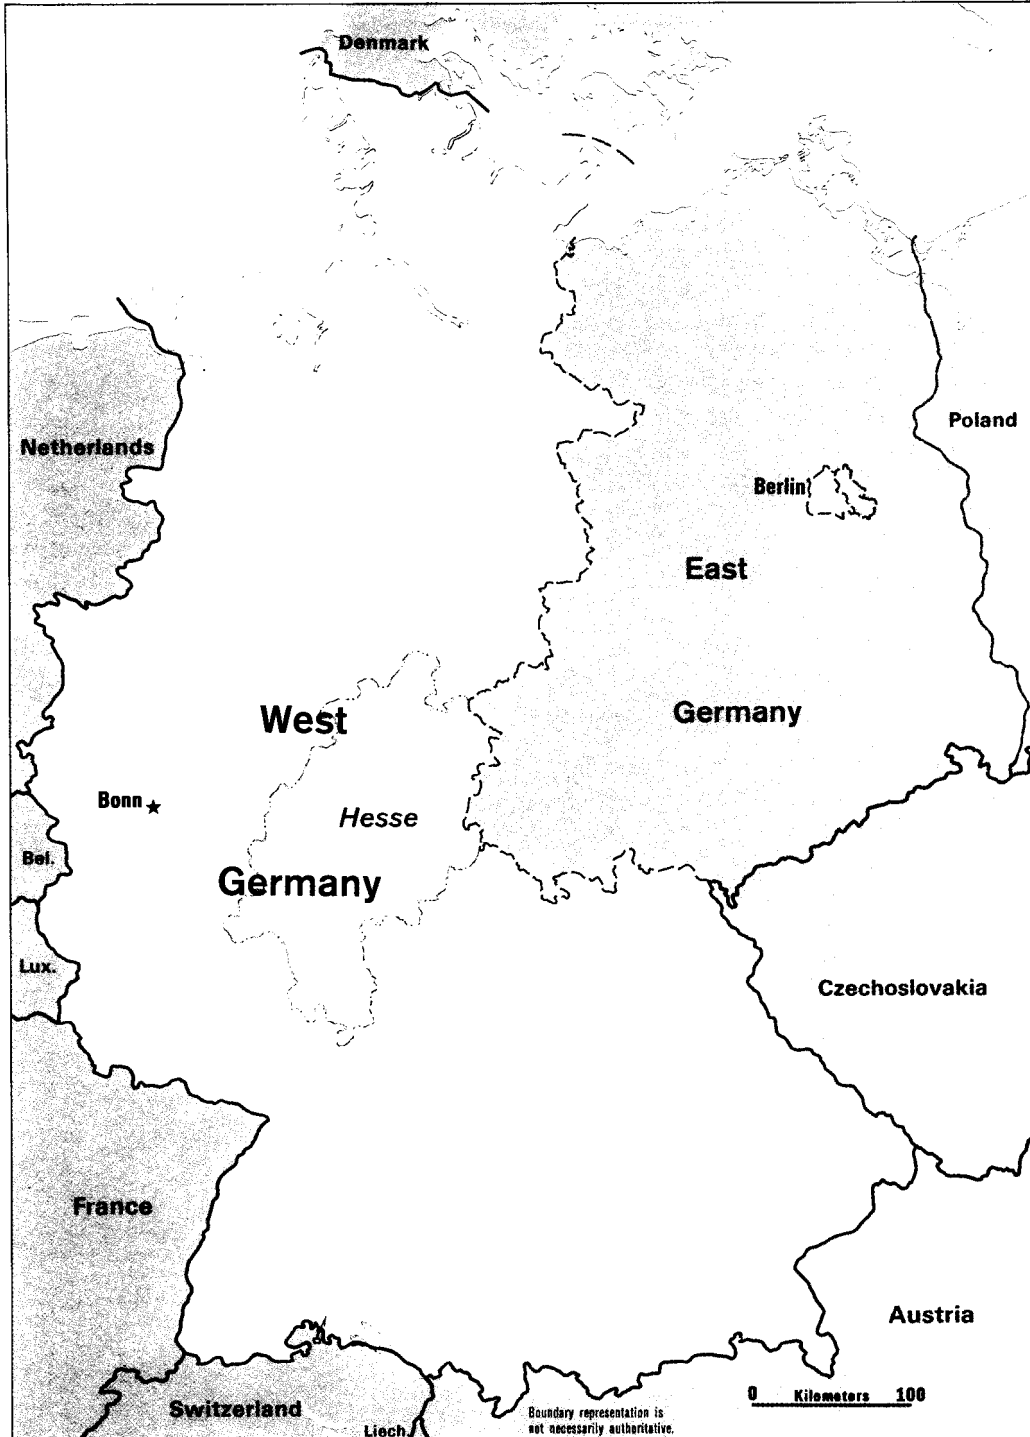 Denmark
Netherlands
Poland
Berlin
East
Germany
West
Bonn
Hesse
Germany
Bel.
Lux.
Czechoslovakia
France
Austria
Switzerland
Liech.
0 Kilometers 100
Boundary representation is
not necessarily authoritative.